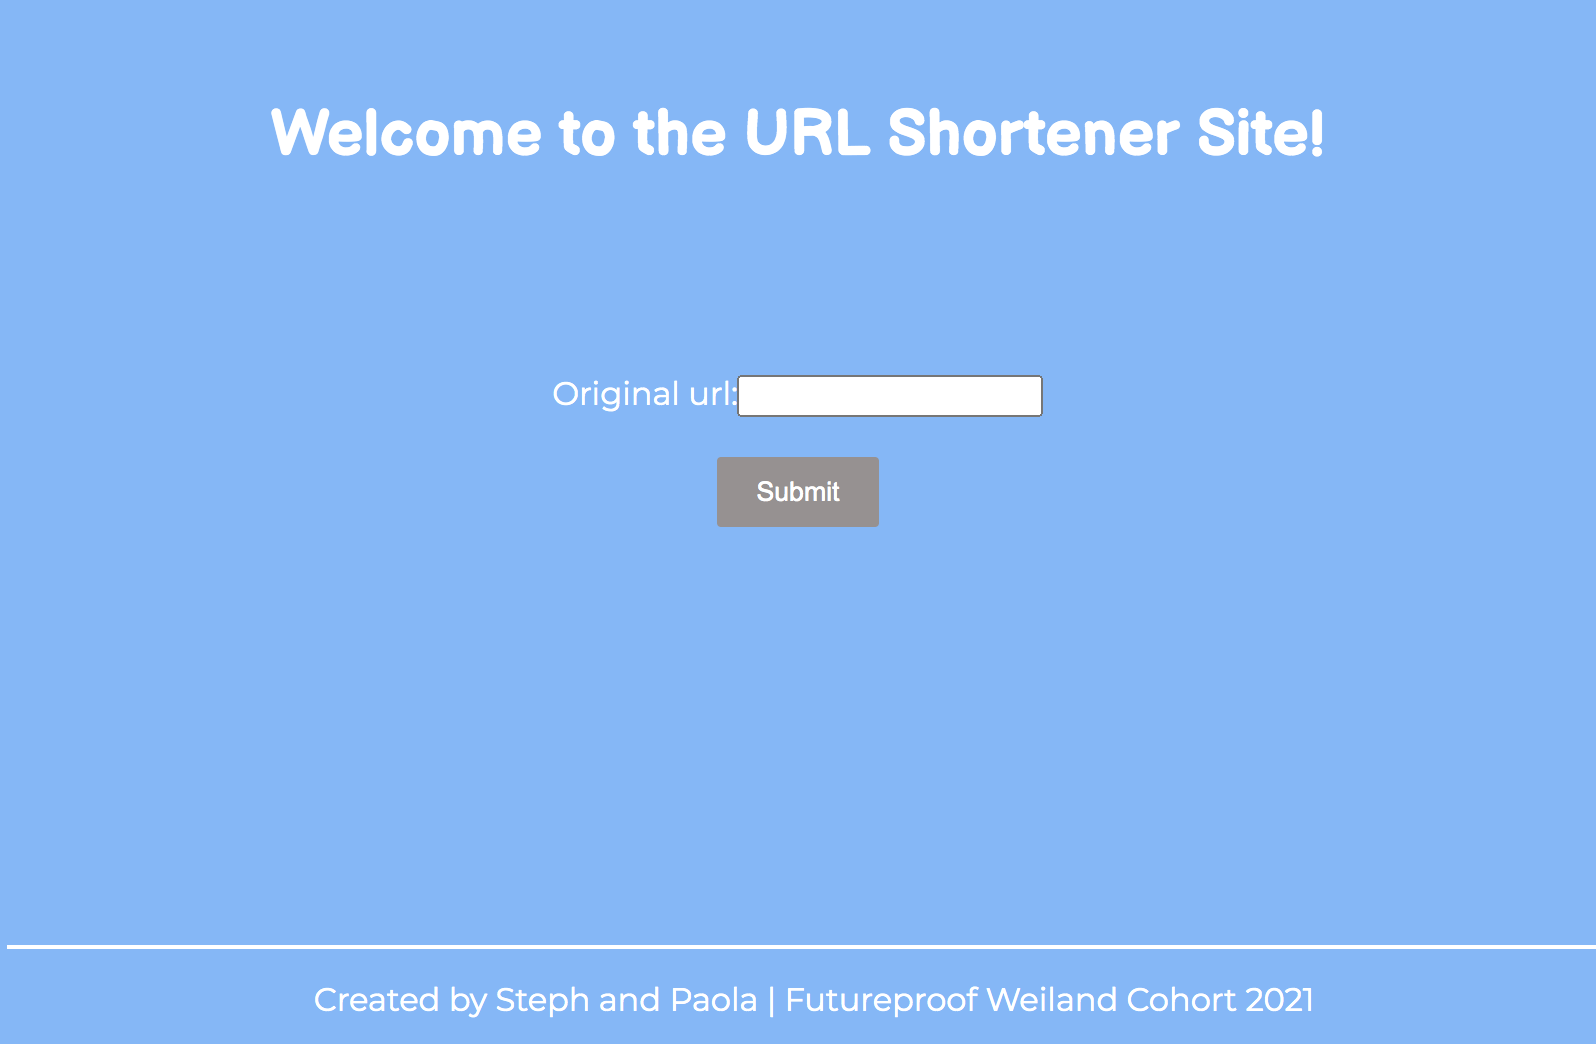 Welcome to the URL Shortener Site!
Original url:
Submit
Created by Steph and Paola | Futureproof Weiland Cohort 2021